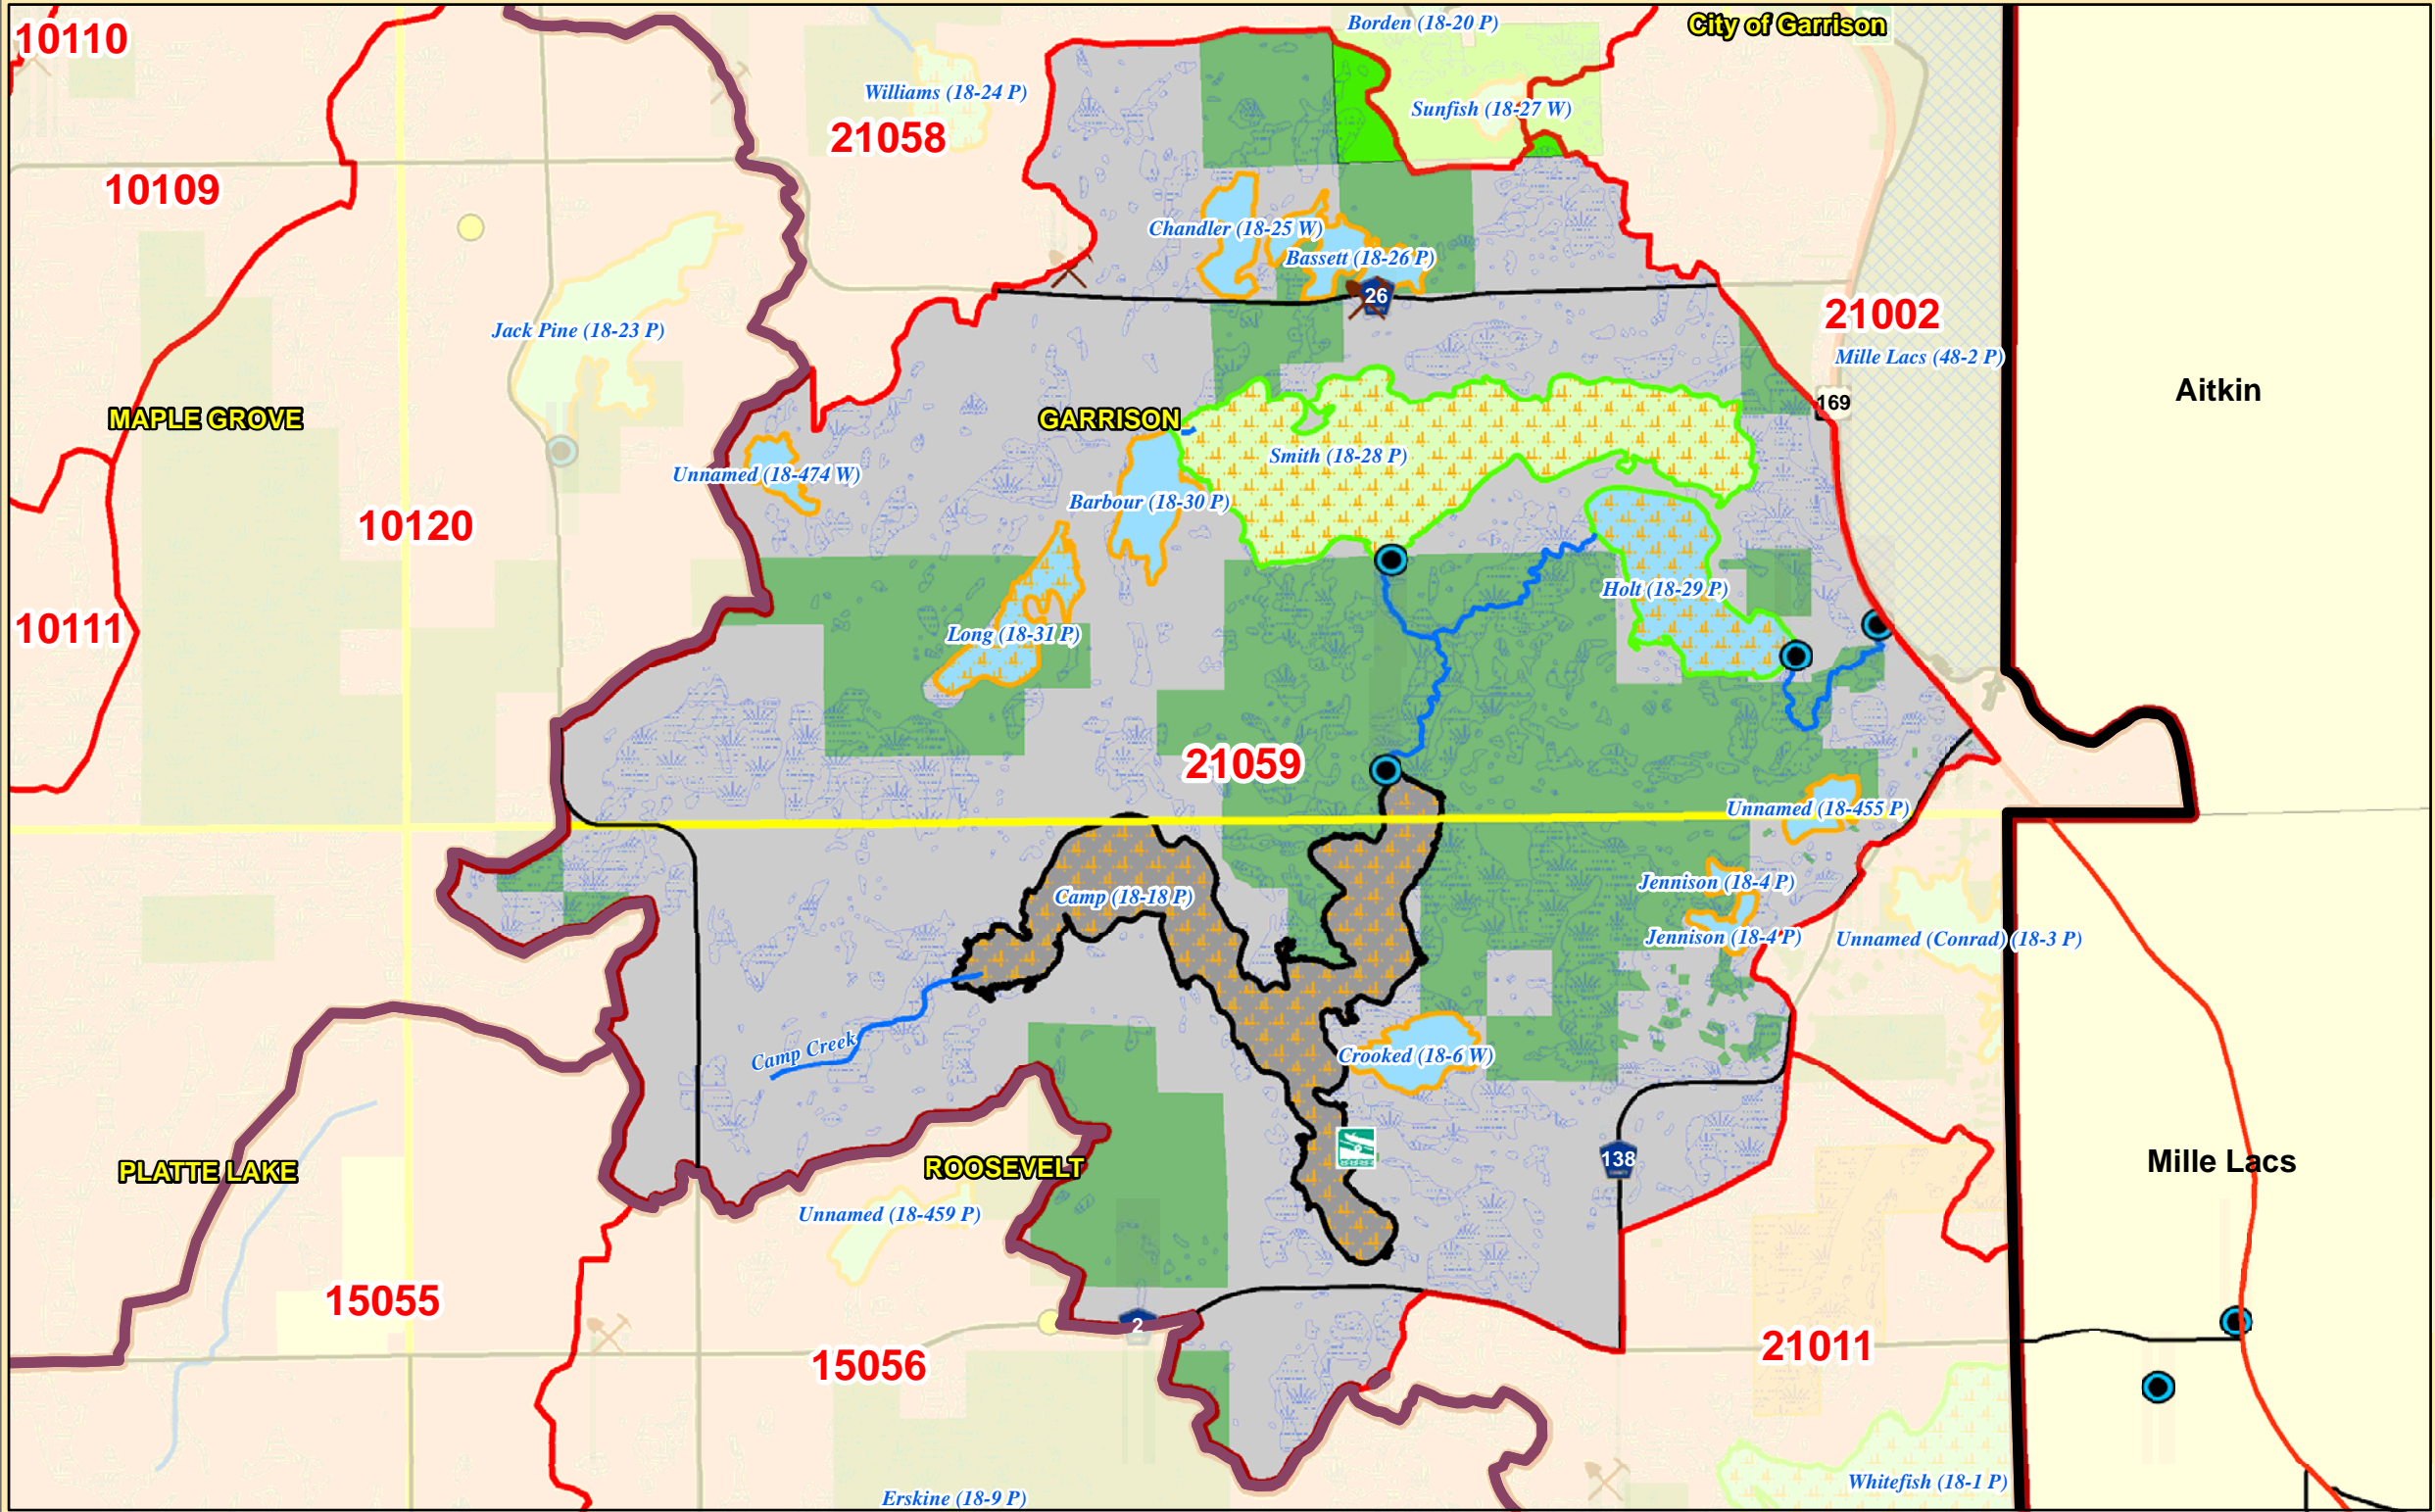 10110
Borden (18-20 P)
City of Garrison
Williams (18-24 P)
Sunfish (18-27 W)
21058
10109
Chandler (18-25 W)
Bassett (18-26 P)
26
21002
Jack Pine (18-23 P)
Mille Lacs (48-2 P)
Aitkin
169
MAPLE GROVE
GARRISON
Smith (18-28 P)
Unnamed (18-474 W)
Barbour (18-30 P)
10120
Holt (18-29 P)
10111
Long (18-31 P)
21059
Unnamed (18-455 P)
Jennison (18-4 P)
Camp (18-18 P)
Jennison (18-4 P)
Unnamed (Conrad) (18-3 P)
Camp Creek
Crooked (18-6 W)
138
Mille Lacs
PLATTE LAKE
ROOSEVELT
Unnamed (18-459 P)
15055
2
21011
15056
Whitefish (18-1 P)
Erskine (18-9 P)